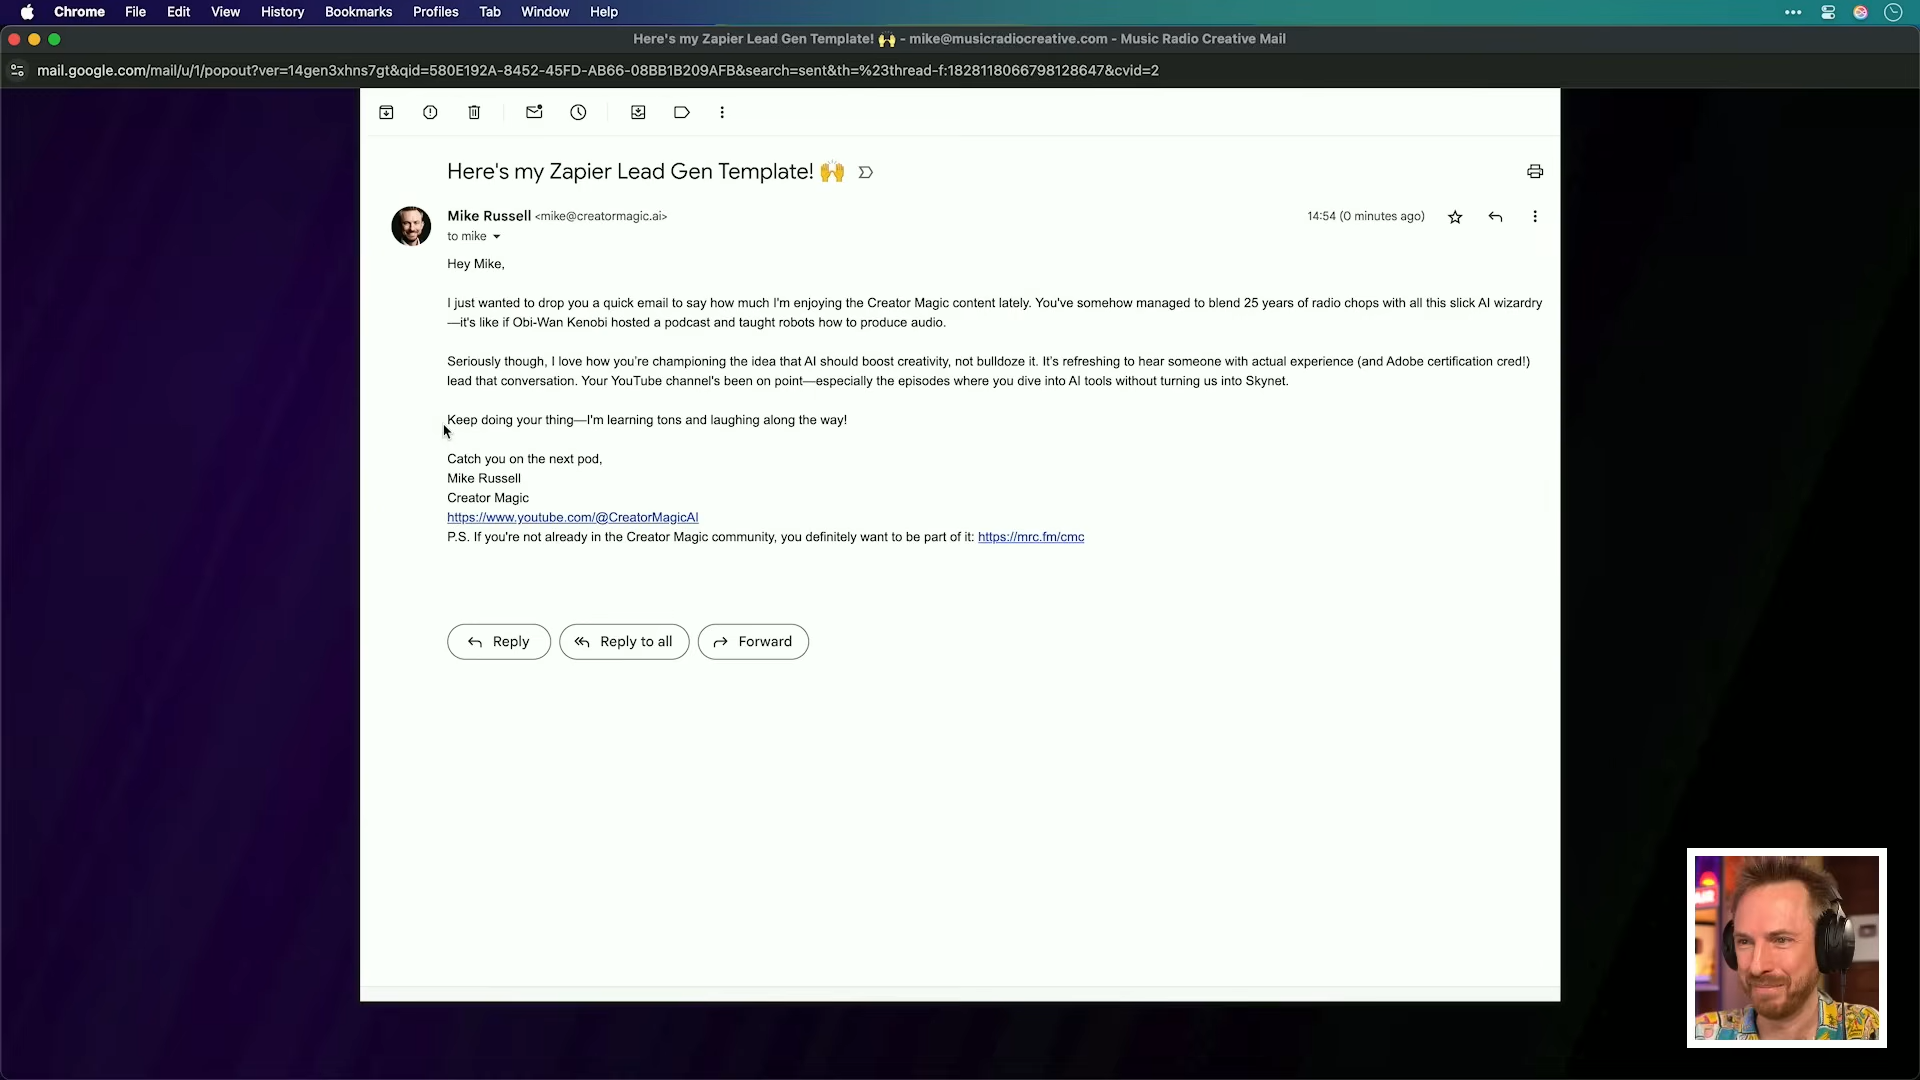 Chrome File Edit View History Bookmarks Profiles Tab Window Help
Here's my Zapier Lead Gen Template! 🙌 - mike@musicradiocreative.com - Music Radio Creative Mail
mail.google.com/mail/u/1/popout?ver=14gen3xhns7gt&qid=580E192A-8452-45FD-AB66-08BB1B209AFB&search=sent&th=%23thread-f:1828118066798128647&cvid=2
Here's my Zapier Lead Gen Template! 🙌
Mike Russell <mike@creatormagic.ai> 14:54 (0 minutes ago)
to mike
Hey Mike,
I just wanted to drop you a quick email to say how much I'm enjoying the Creator Magic content lately. You've somehow managed to blend 25 years of radio chops with all this slick AI wizardry
—it's like if Obi-Wan Kenobi hosted a podcast and taught robots how to produce audio.
Seriously though, I love how you're championing the idea that AI should boost creativity, not bulldoze it. It's refreshing to hear someone with actual experience (and Adobe certification cred!)
lead that conversation. Your YouTube channel's been on point—especially the episodes where you dive into AI tools without turning us into Skynet.
Keep doing your thing—I'm learning tons and laughing along the way!
Catch you on the next pod,
Mike Russell
Creator Magic
https://www.youtube.com/@CreatorMagicAI
P.S. If you're not already in the Creator Magic community, you definitely want to be part of it: https://mrc.fm/cmc
Reply Reply to all Forward